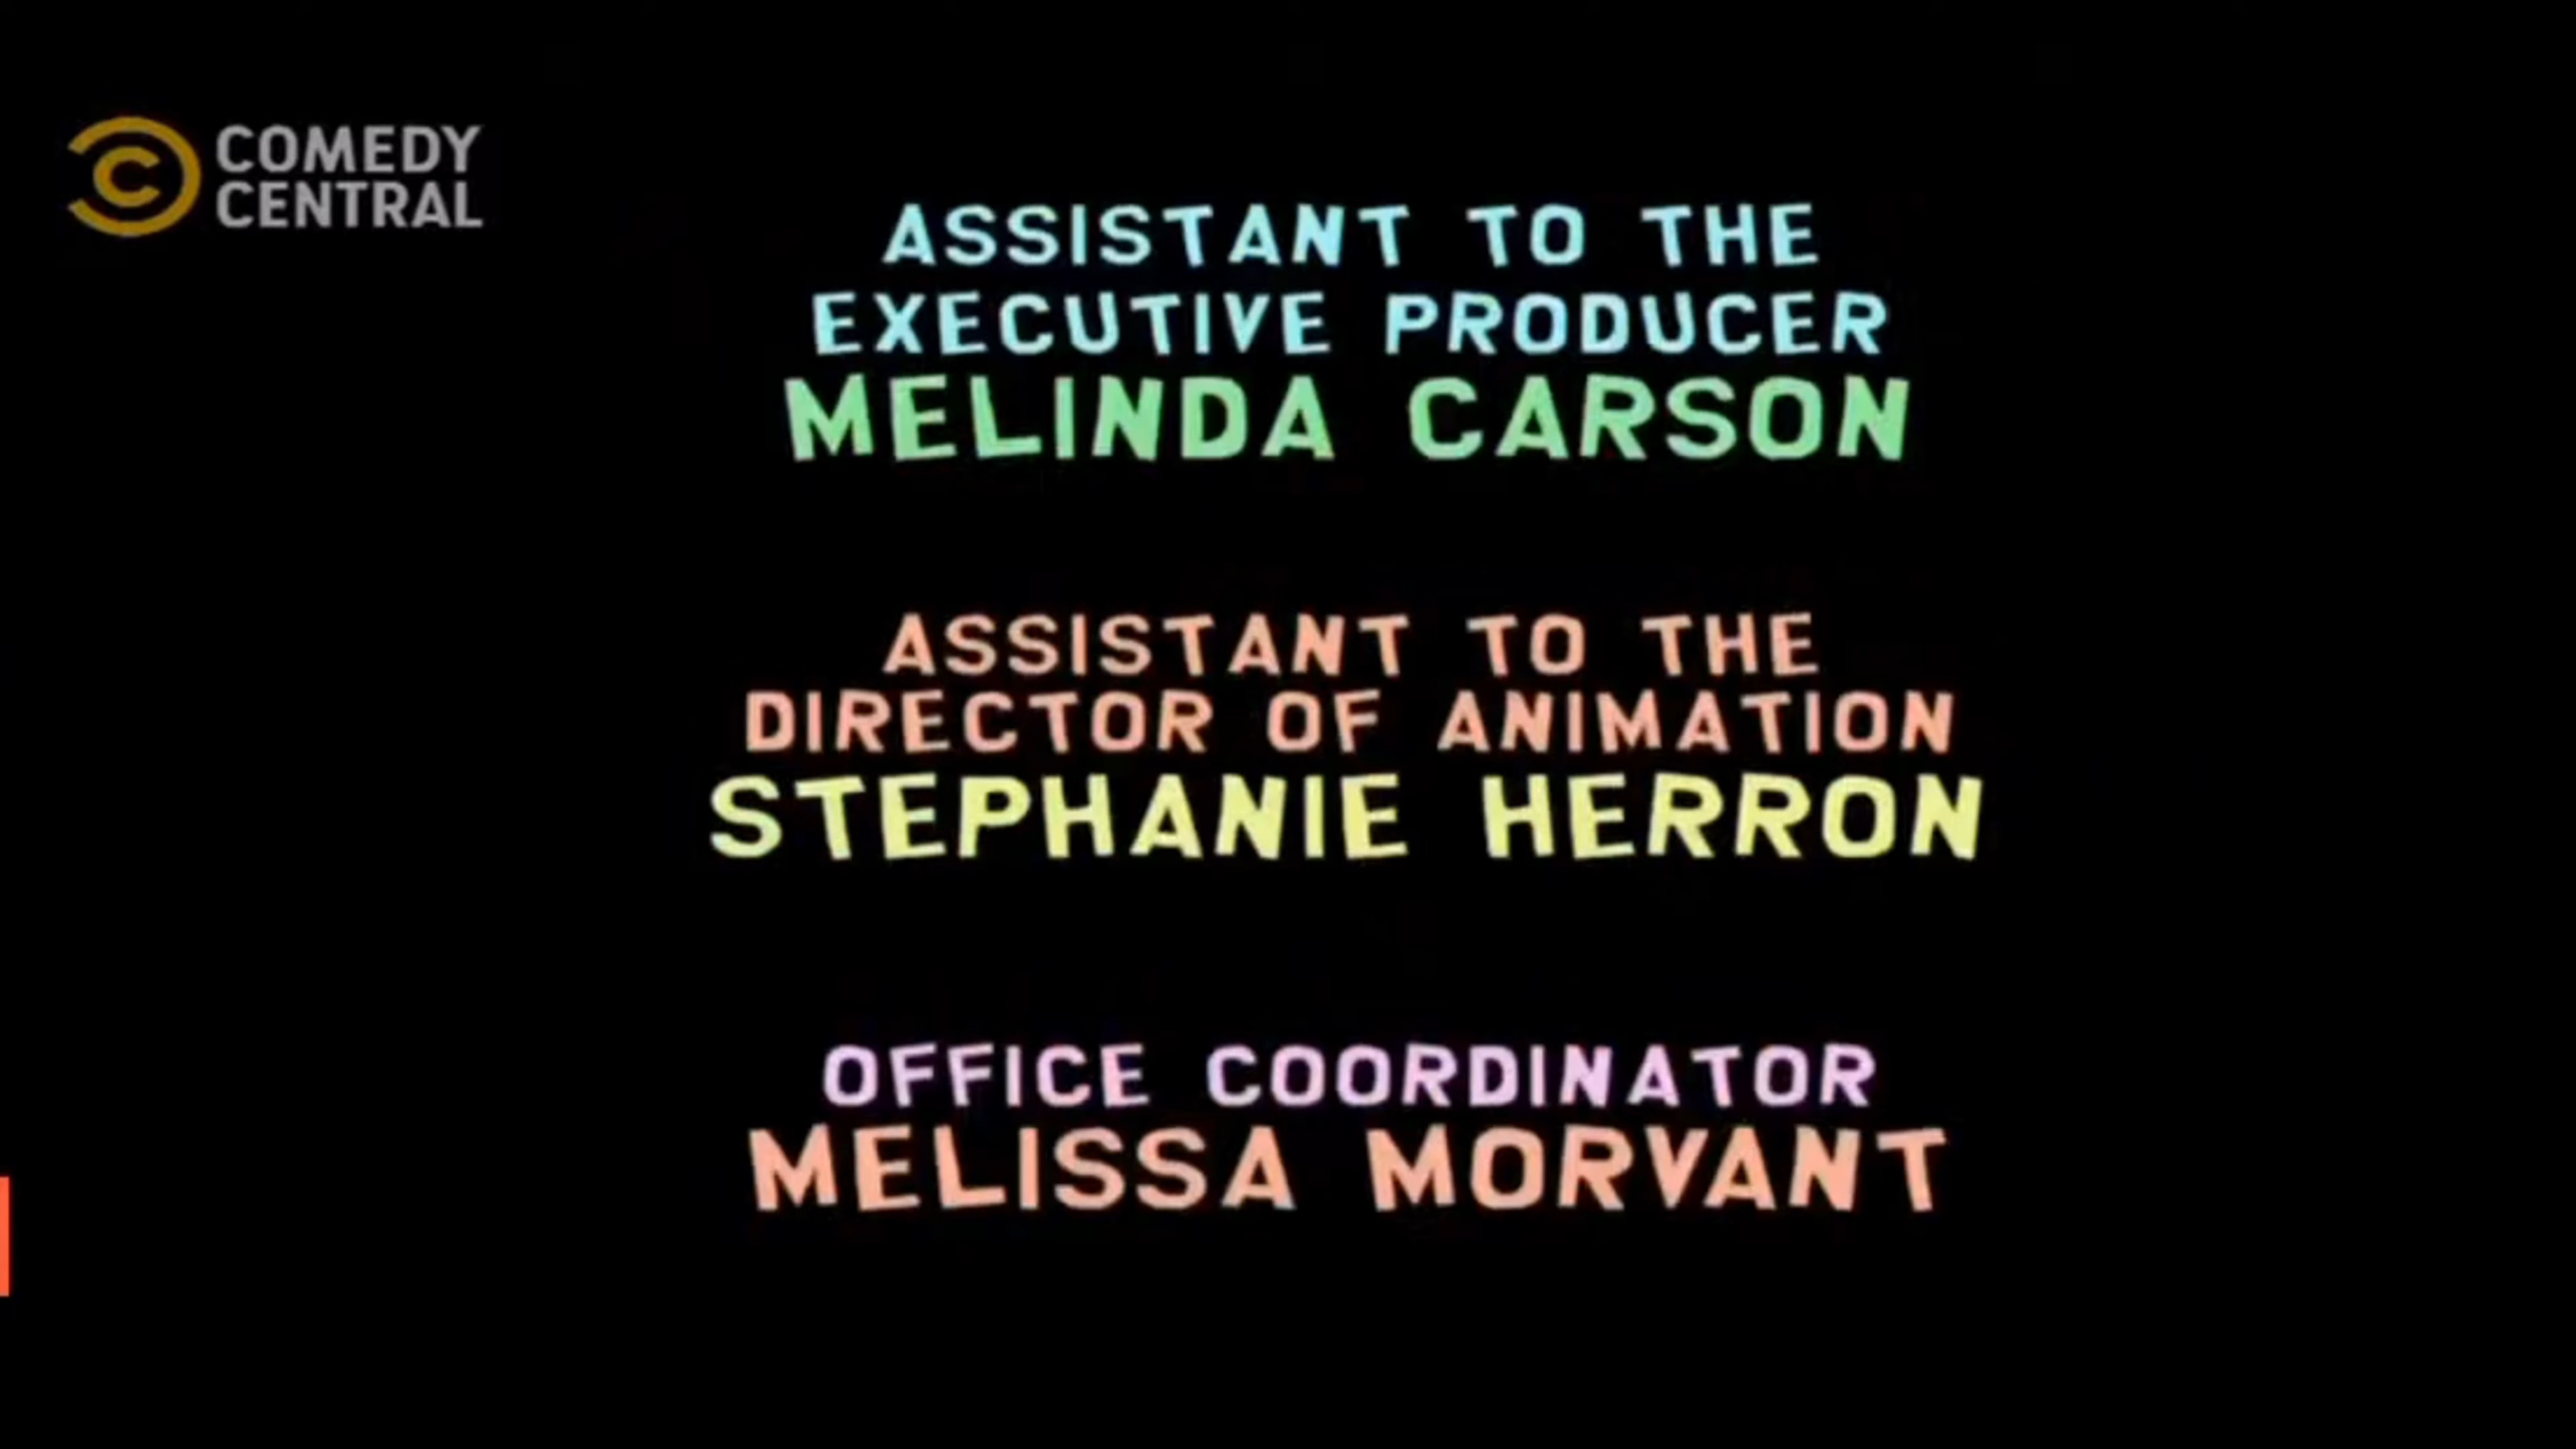 COMEDY
CENTRAL
ASSISTANT TO THE
EXECUTIVE PRODUCER
MELINDA CARSON
ASSISTANT TO THE
DIRECTOR OF ANIMATION
STEPHANIE HERRON
OFFICE COORDINATOR
MELISSA MORVANT